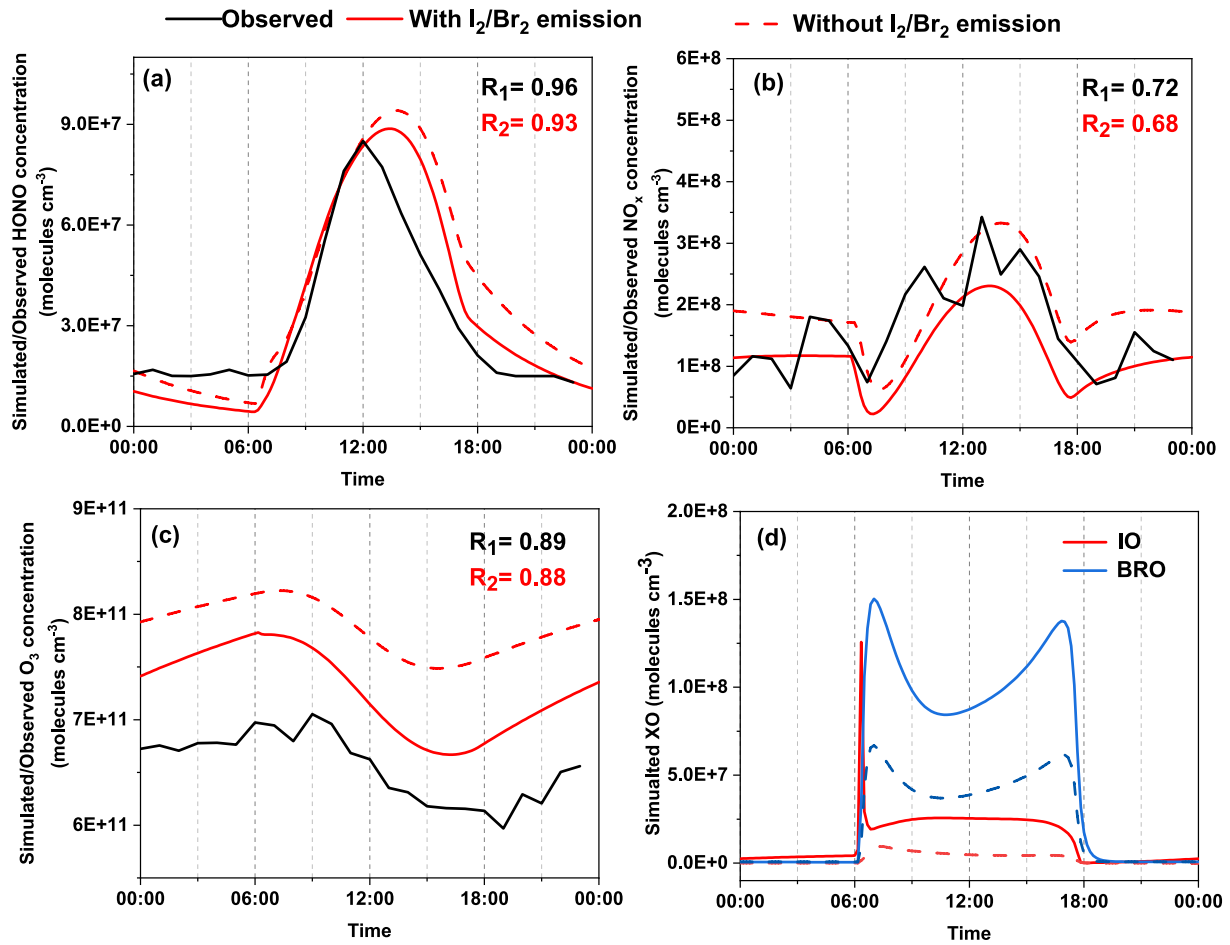 Observed With I2/Br2 emission Without I2/Br2 emission
(a)
R1= 0.96
R2= 0.93
Simulated/Observed HONO concentration
(molecules cm-3)
9.0E+7
6.0E+7
3.0E+7
0.0E+0
00:00 06:00 12:00 18:00 00:00
Time
(b)
R1= 0.72
R2= 0.68
Simulated/Observed NOx concentration
(molecules cm-3)
6E+8
5E+8
4E+8
3E+8
2E+8
1E+8
0E+0
00:00 06:00 12:00 18:00 00:00
Time
(c)
R1= 0.89
R2= 0.88
Simulated/Observed O3 concentration
(molecules cm-3)
9E+11
8E+11
7E+11
6E+11
00:00 06:00 12:00 18:00 00:00
Time
(d)
IO
BRO
Simualted XO (molecules cm-3)
2.0E+8
1.5E+8
1.0E+8
5.0E+7
0.0E+0
00:00 06:00 12:00 18:00 00:00
Time